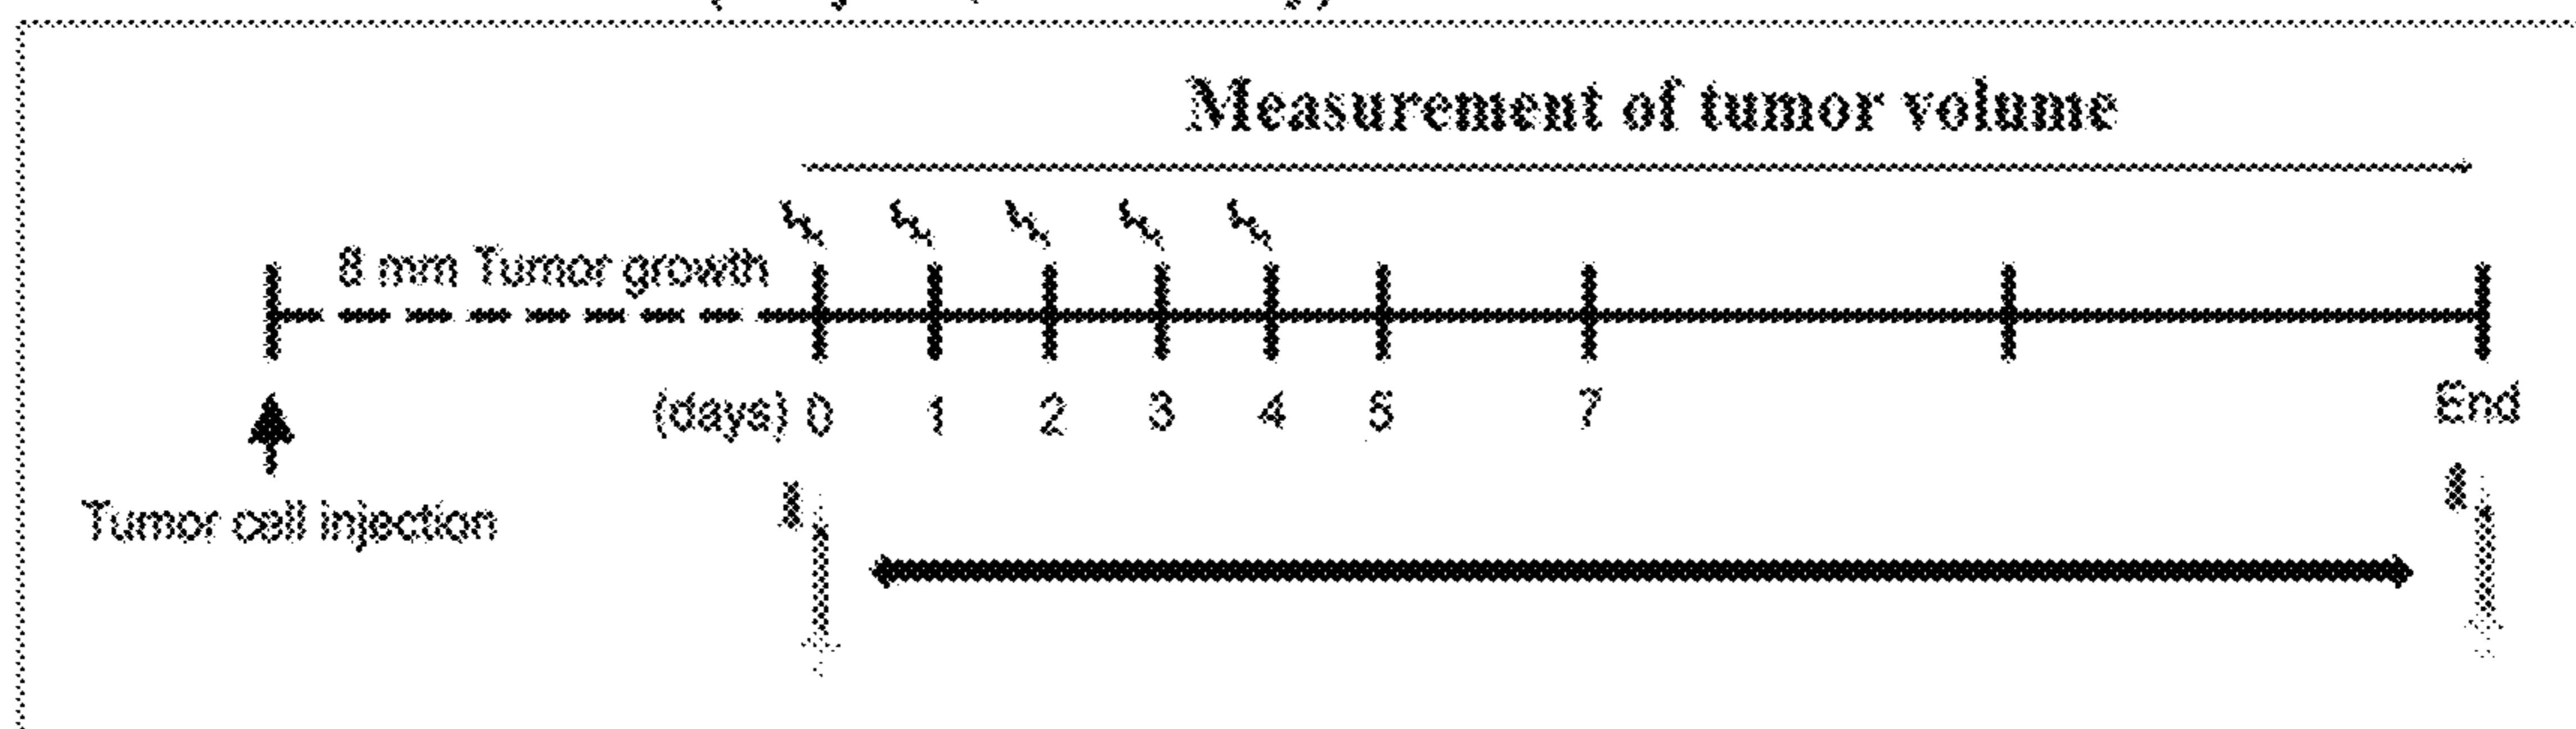 Measurement of tumor volume
8 mm Tumor growth
(days) 0 1 2 3 4 5 7 End
Tumor cell injection